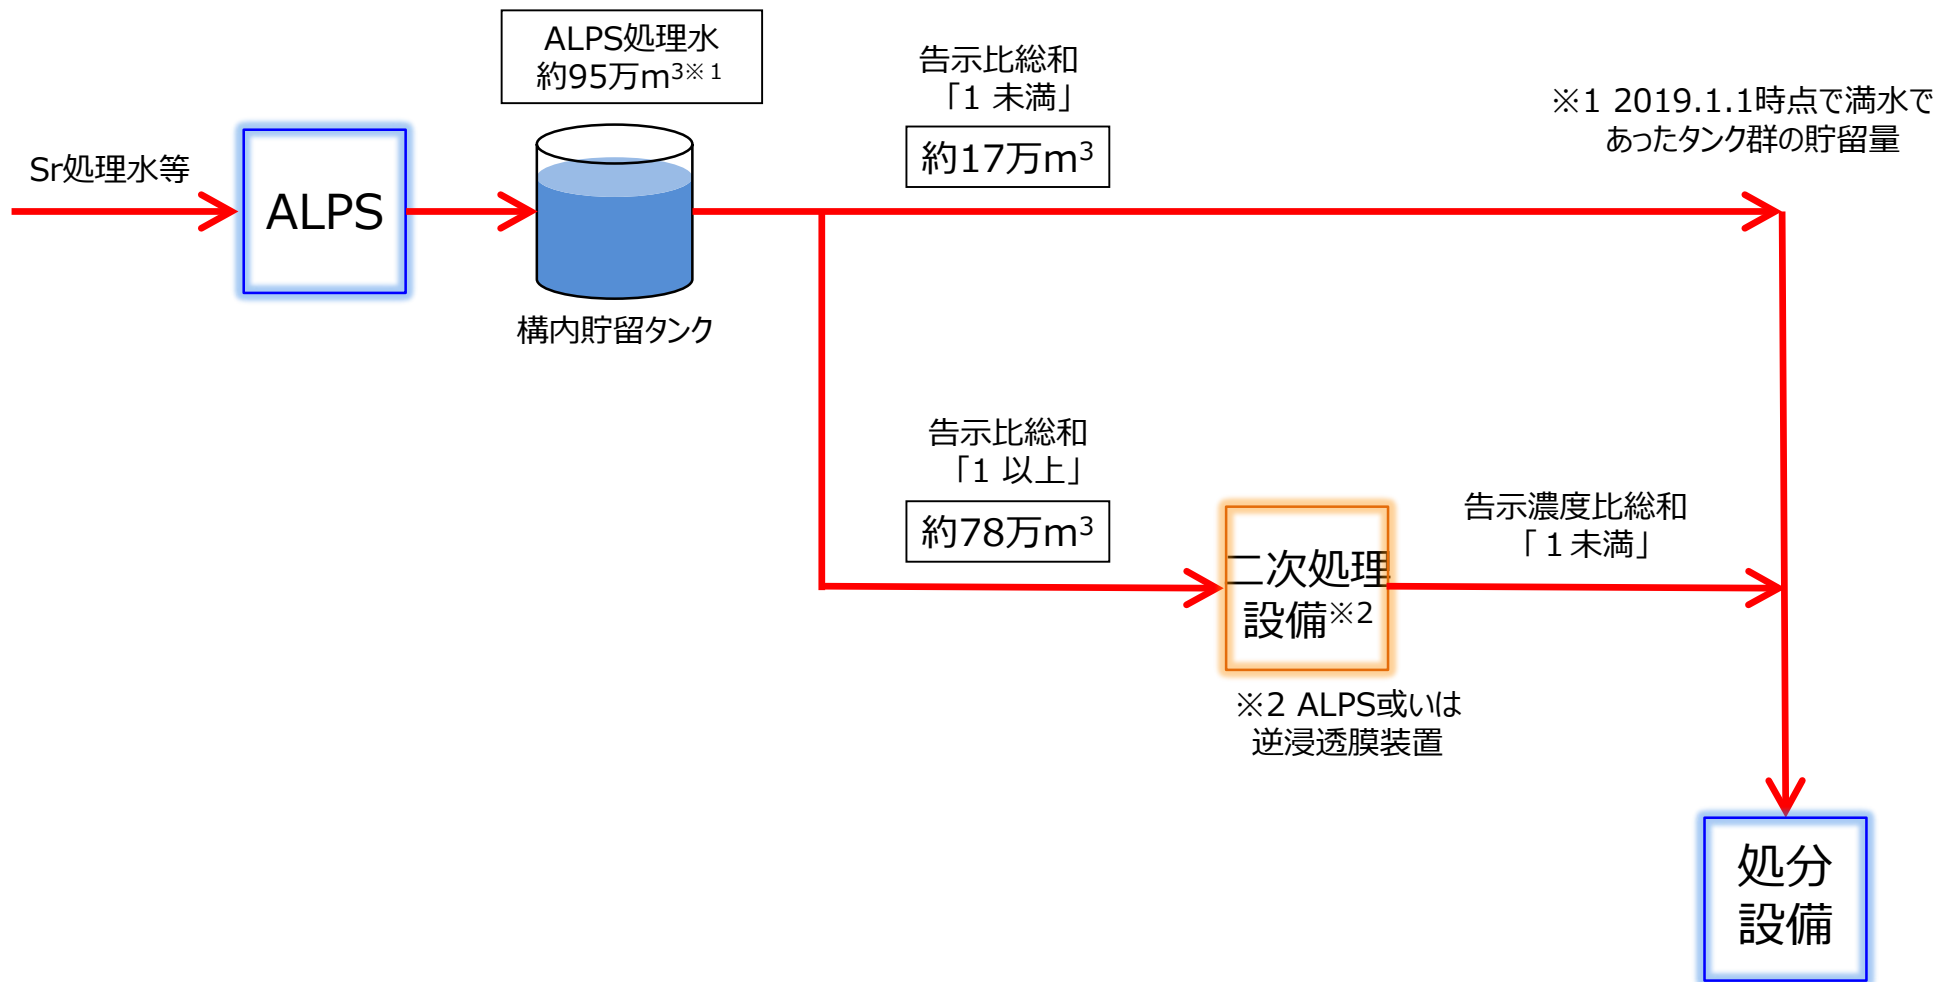 ALPS処理水
約95万m³※1
告示比総和
「1 未満」
約17万m³
※1 2019.1.1時点で満水で
あったタンク群の貯留量
Sr処理水等
ALPS
構内貯留タンク
告示比総和
「1 以上」
約78万m³
二次処理
設備※2
告示濃度比総和
「1未満」
※2 ALPS或いは
逆浸透膜装置
処分
設備